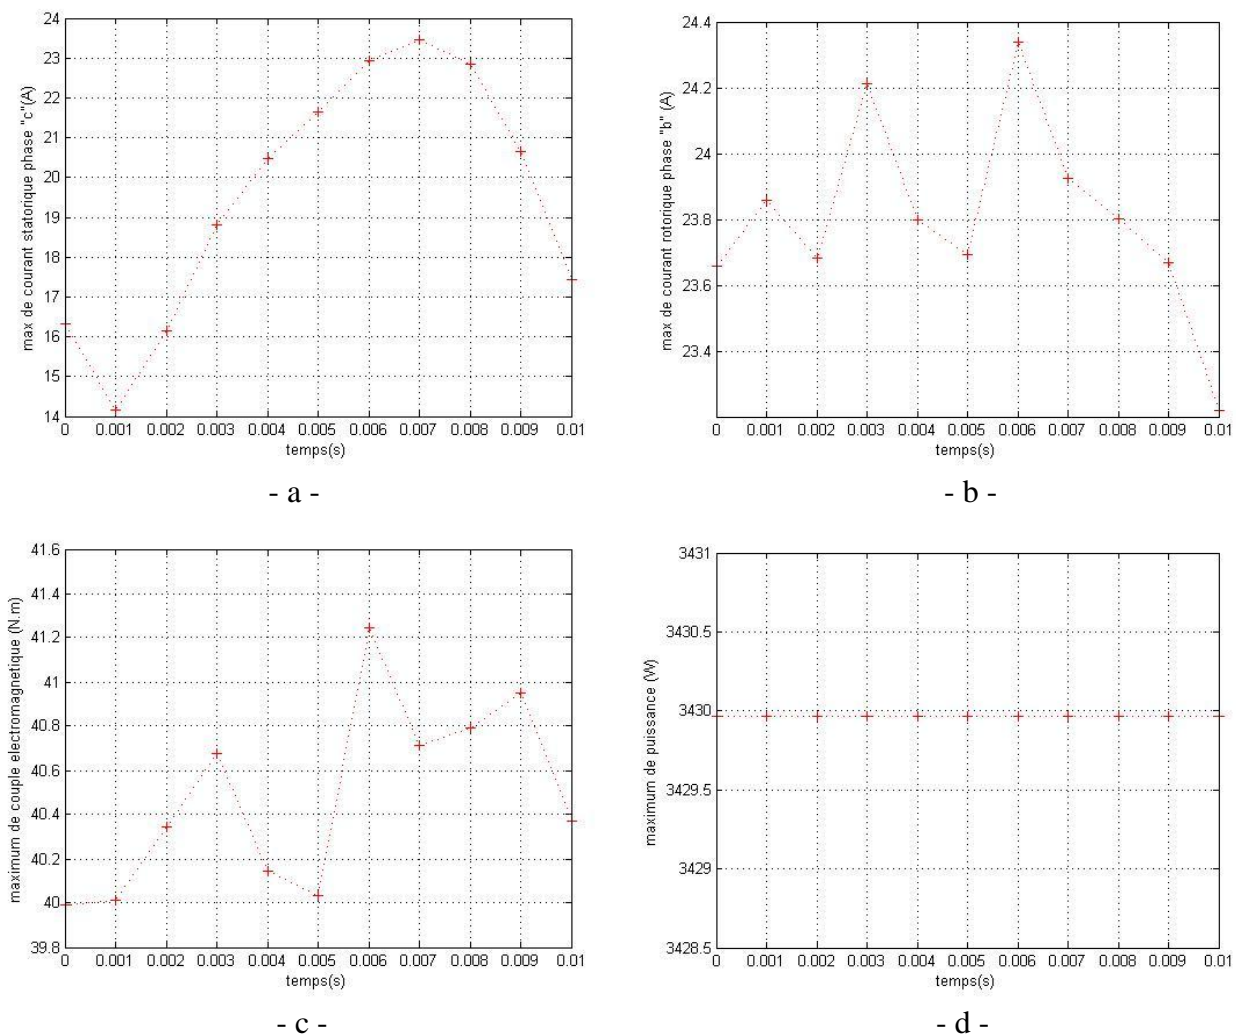 24
23
22
21
20
19
18
17
16
15
14
0 0.001 0.002 0.003 0.004 0.005 0.006 0.007 0.008 0.009 0.01
temps(s)
max de courant statorique phase "c"(A)
- a -
24.4
24.2
24
23.8
23.6
23.4
0 0.001 0.002 0.003 0.004 0.005 0.006 0.007 0.008 0.009 0.01
temps(s)
max de courant rotorique phase "b" (A)
- b -
41.6
41.4
41.2
41
40.8
40.6
40.4
40.2
40
39.8
0 0.001 0.002 0.003 0.004 0.005 0.006 0.007 0.008 0.009 0.01
temps(s)
maximum de couple electromagnetique (N.m)
- c -
3431
3430.5
3430
3429.5
3429
3428.5
0 0.001 0.002 0.003 0.004 0.005 0.006 0.007 0.008 0.009 0.01
temps(s)
maximum de puissance (W)
- d -